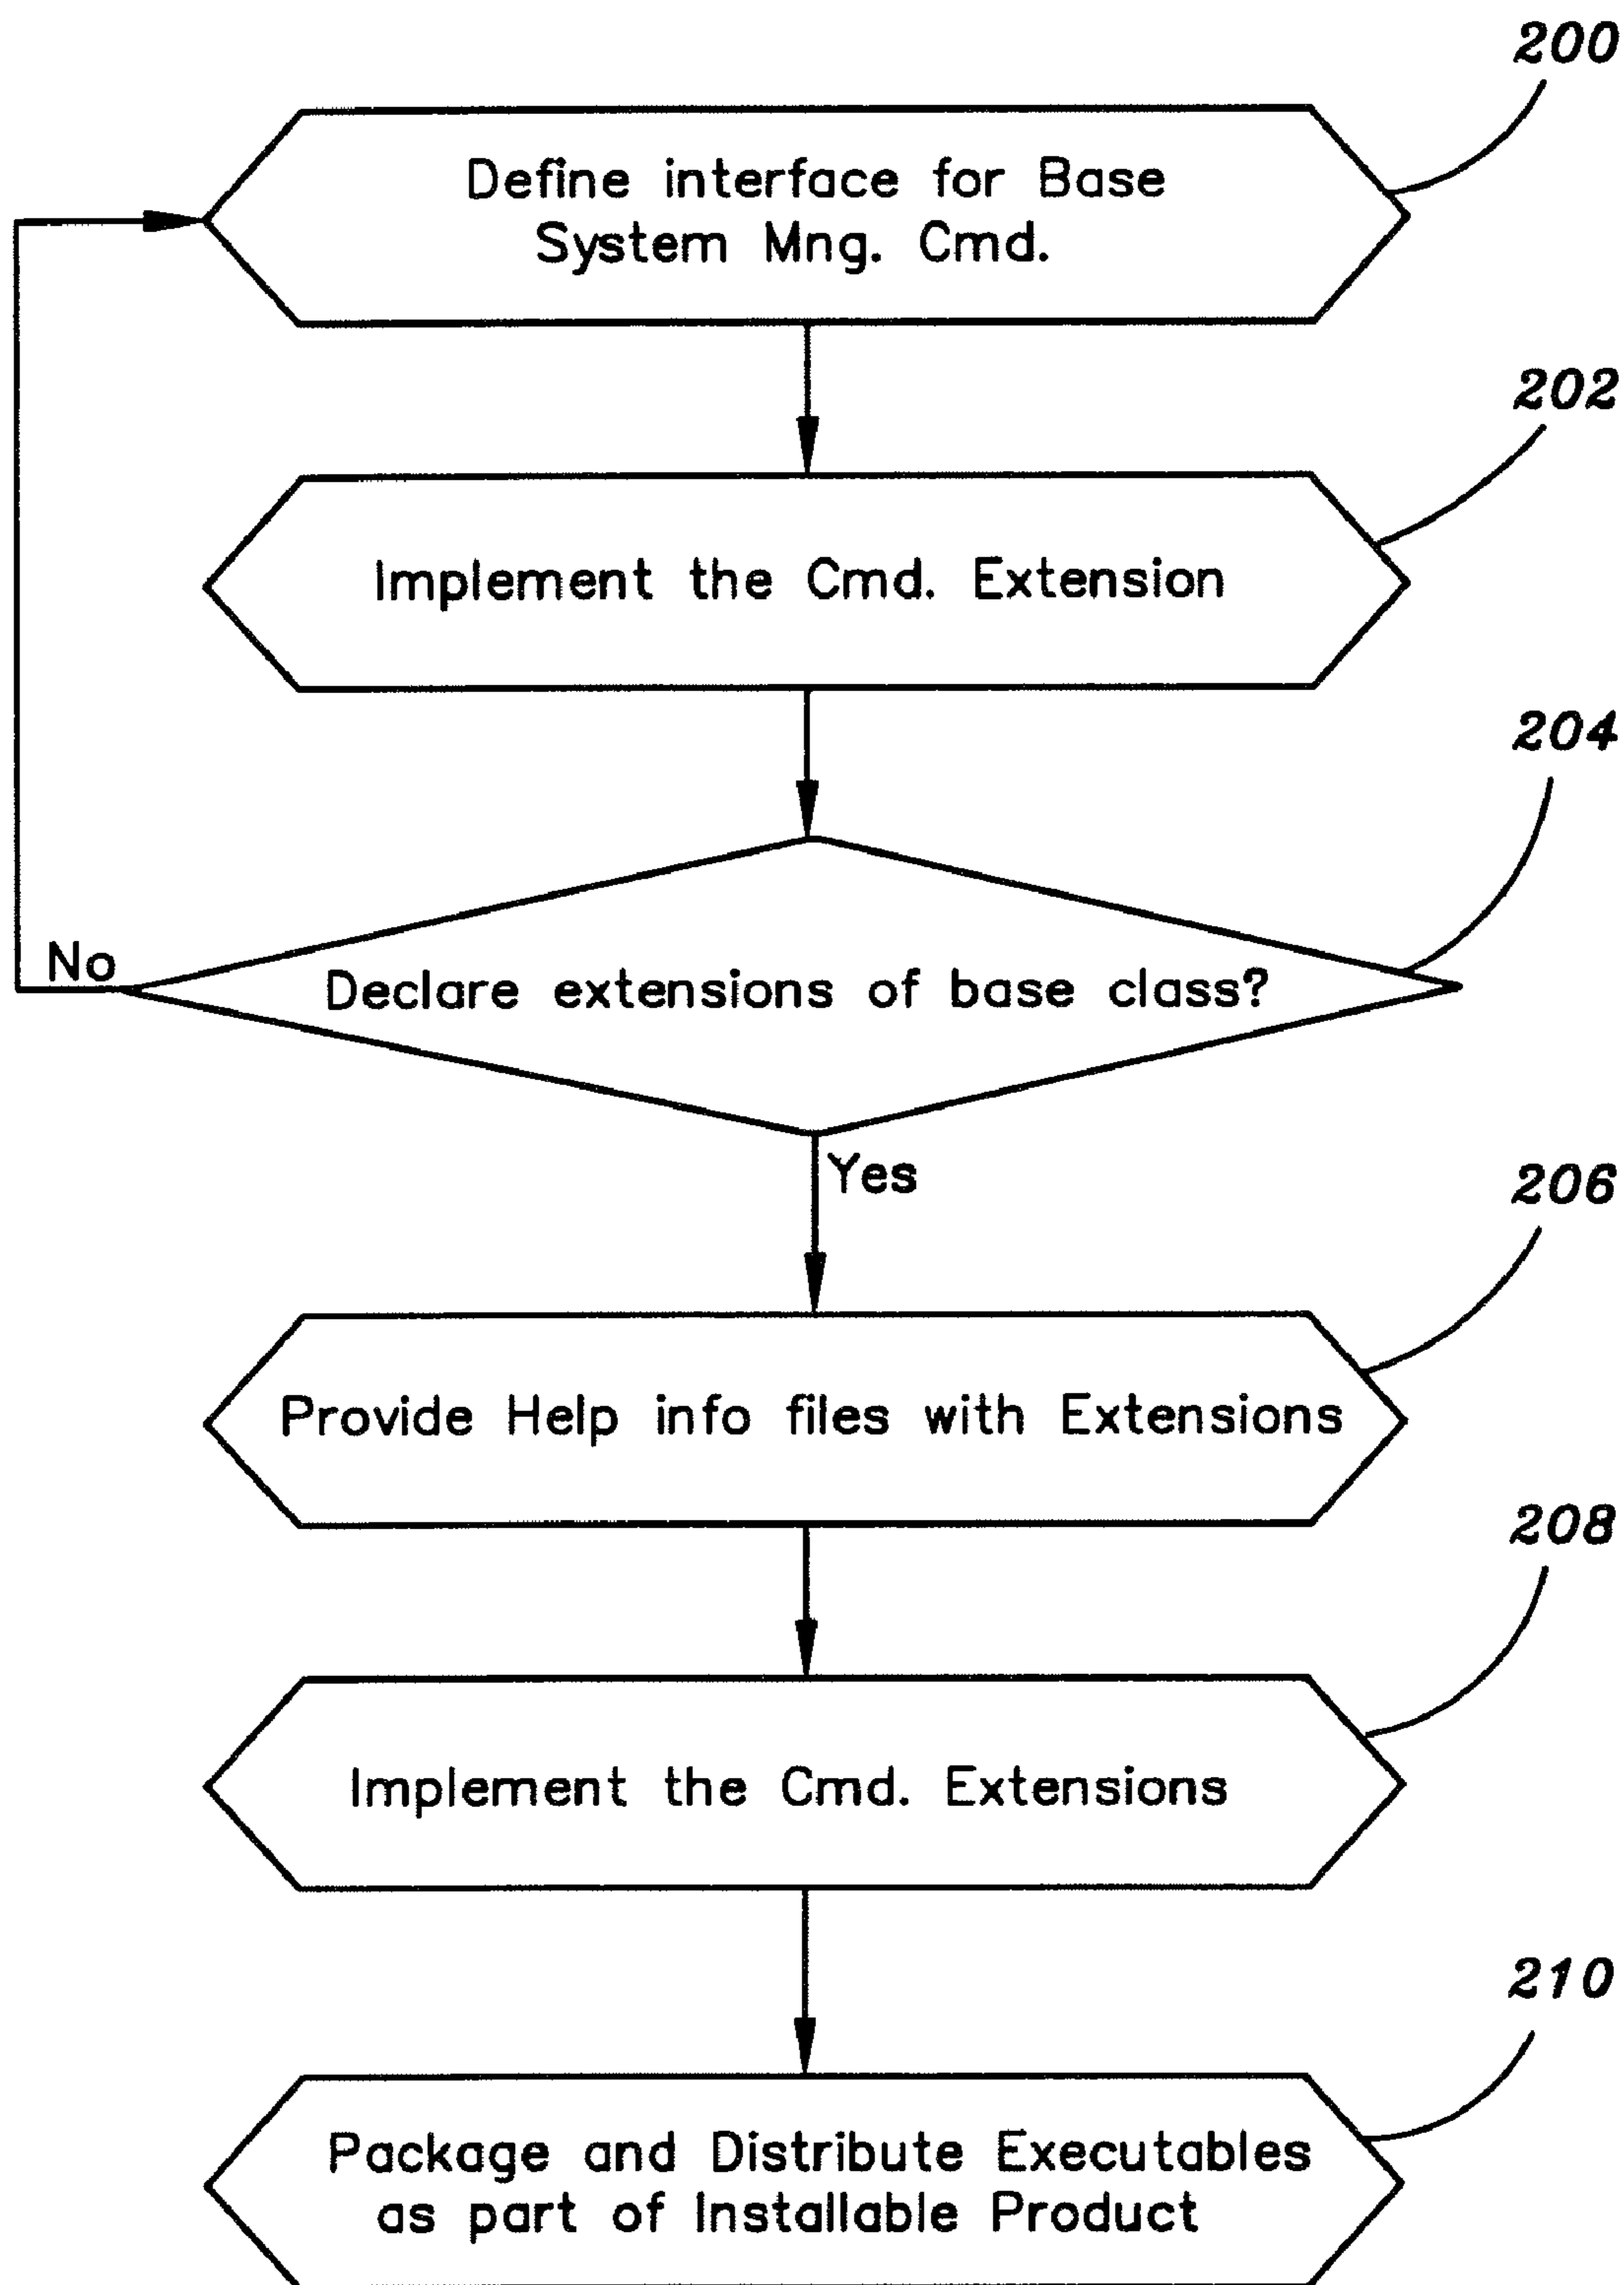 200
Define interface for Base
System Mng. Cmd.
202
Implement the Cmd. Extension
204
No
Declare extensions of base class?
Yes
206
Provide Help info files with Extensions
208
Implement the Cmd. Extensions
210
Package and Distribute Executables
as part of Installable Product